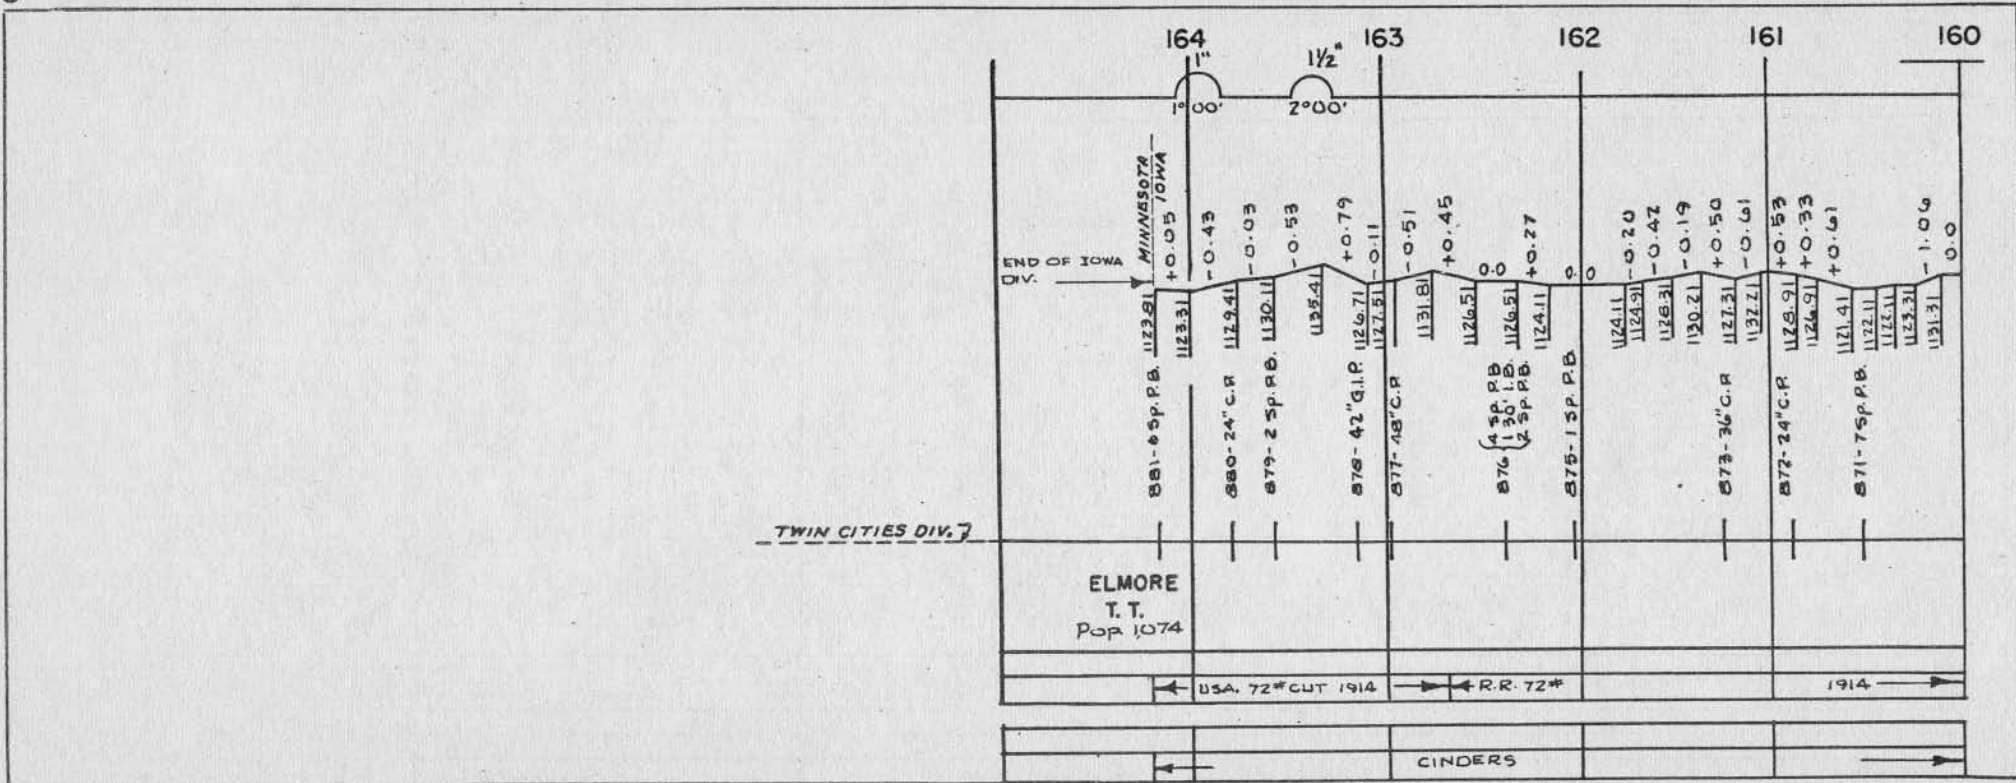 164 163 162 161 160
1" 1½"
1°00' 2°00'
MINNESOTA
IOWA
END OF IOWA
DIV.
+0.05 -0.43 -0.03 -0.53 +0.79 -0.11 -0.51 +0.45 0.0 +0.27 0.0 -0.20 -0.42 -0.19 +0.50 -0.61 +0.53 +0.33 +0.61 -1.06 0.0
1123.81 1123.31 1129.41 1130.11 1135.41 1126.71 1127.51 1131.81 1126.51 1126.51 1124.11 1124.11 1124.91 1128.31 1130.21 1127.31 1132.21 1128.91 1126.91 1121.41 1122.11 1122.11 1123.31 1131.31
881-6 Sp. P.B.
880-24" C.P.
879-2 Sp. P.B.
878-42" C.I.P.
877-48" C.P.
876 {4 Sp. P.B.
1 30' I.B.
2 Sp. P.B.
875-1 Sp. P.B.
873-36" C.P.
872-24" C.P.
871-7 Sp. P.B.
TWIN CITIES DIV. 7
ELMORE
T. T.
Pop 1,074
USA. 72# CUT 1914 R.R. 72# 1914
CINDERS